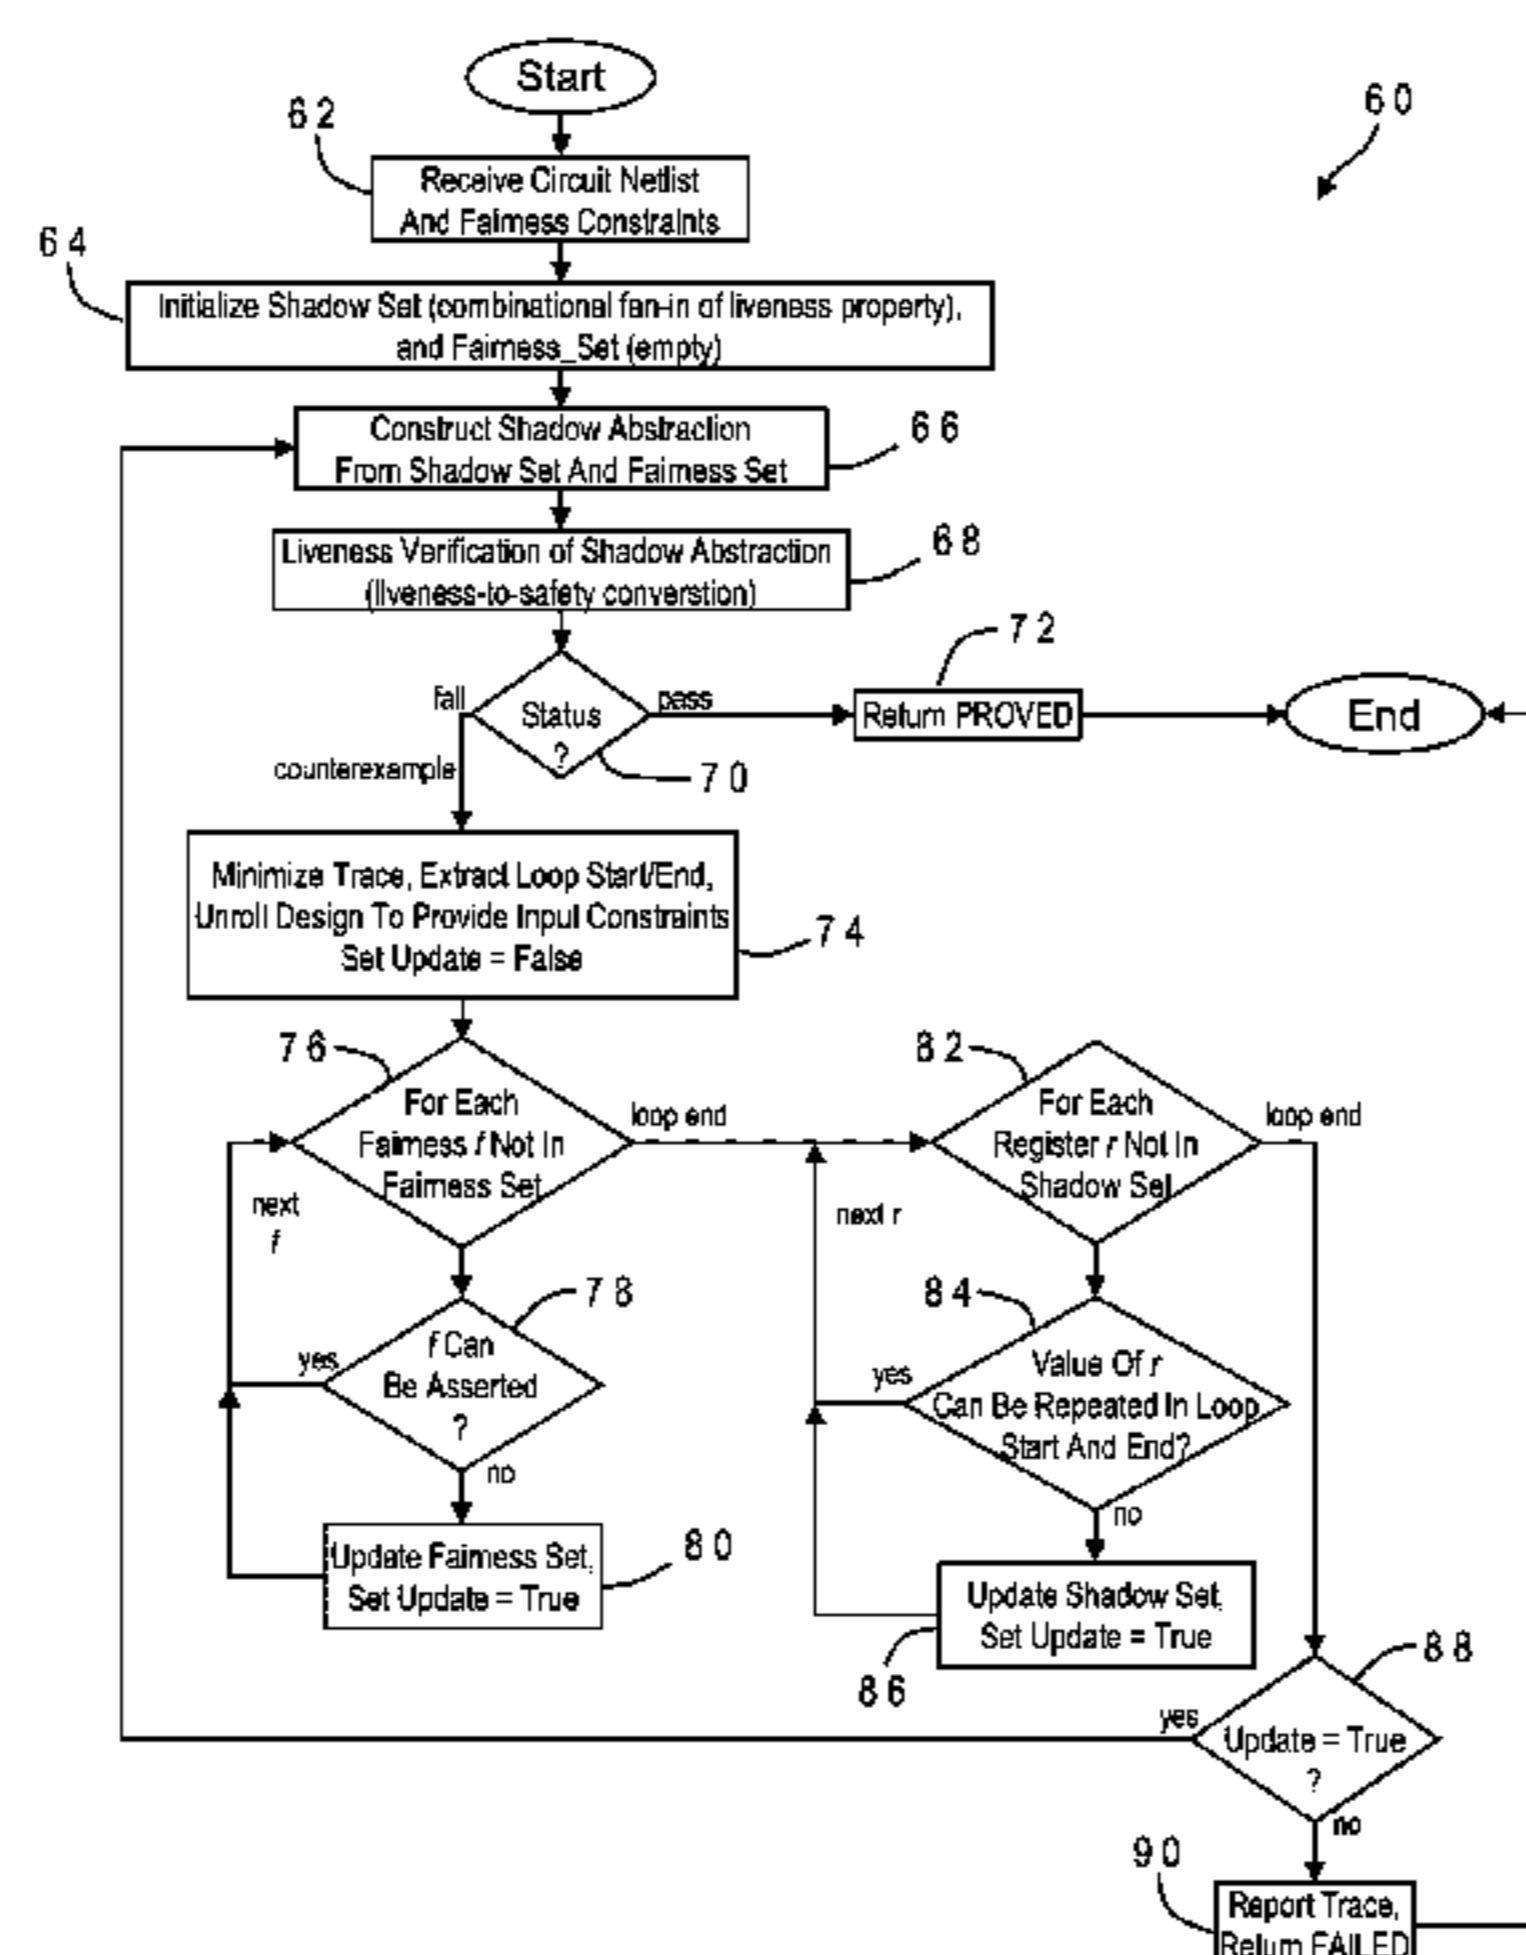 Start
60
62
Receive Circuit Netlist
And Fairness Constraints
64
Initialize Shadow Set (combinational fan-in of liveness property),
and Fairness_Set (empty)
Construct Shadow Abstraction
From Shadow Set And Fairness Set
66
Liveness Verification of Shadow Abstraction
(liveness-to-safety converstion)
68
fail
Status
?
pass
70
counterexample
72
Return PROVED
End
Minimize Trace, Extract Loop Start/End,
Unroll Design To Provide Input Constraints
Set Update = False
74
76
For Each
Fairness f Not In
Fairness Set
loop end
next
f
78
f Can
Be Asserted
?
yes
no
Update Fairness Set,
Set Update = True
80
82
For Each
Register r Not In
Shadow Set
loop end
next r
84
Value Of r
Can Be Repeated In Loop
Start And End?
yes
no
Update Shadow Set,
Set Update = True
86
88
yes
Update = True
?
no
90
Report Trace,
Return FAILED